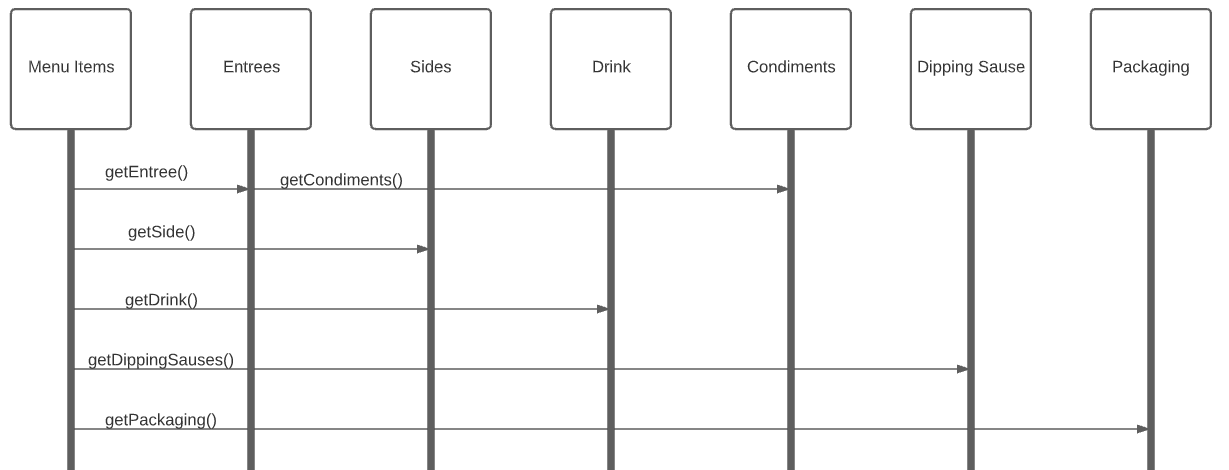 Menu Items
Entrees
Sides
Drink
Condiments
Dipping Sause
Packaging
getEntree()
getCondiments()
getSide()
getDrink()
getDippingSauses()
getPackaging()